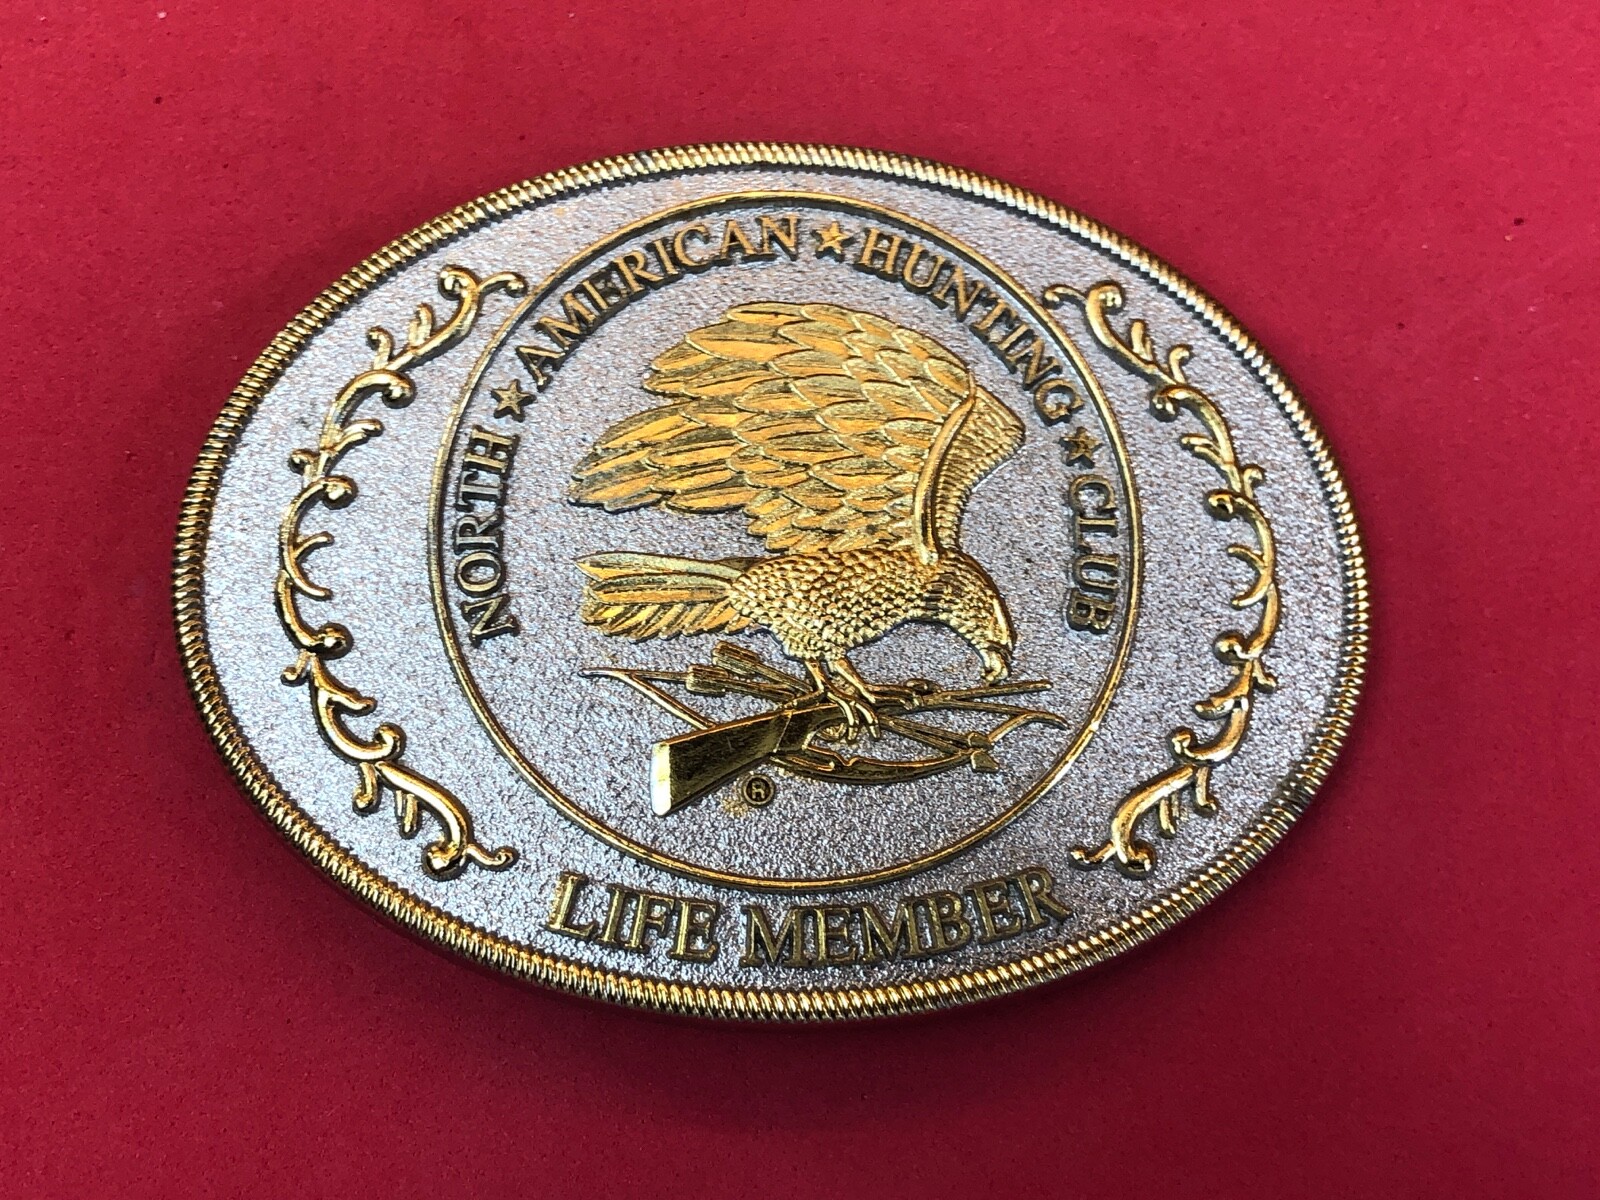 NORTH ★ AMERICAN ★ HUNTING ★ CLUB
®
LIFE MEMBER